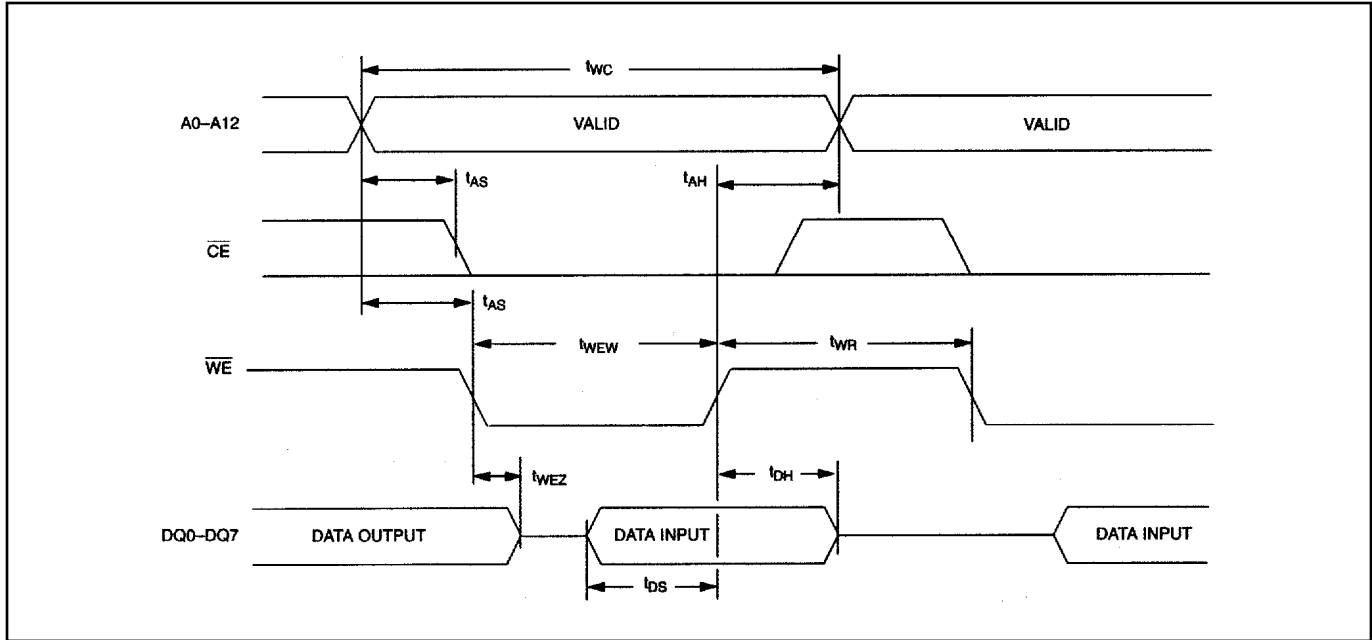 tWC
A0–A12 VALID VALID
tAS tAH
CE
tAS
tWEW tWR
WE
tWEZ tDH
DQ0–DQ7 DATA OUTPUT DATA INPUT DATA INPUT
tDS